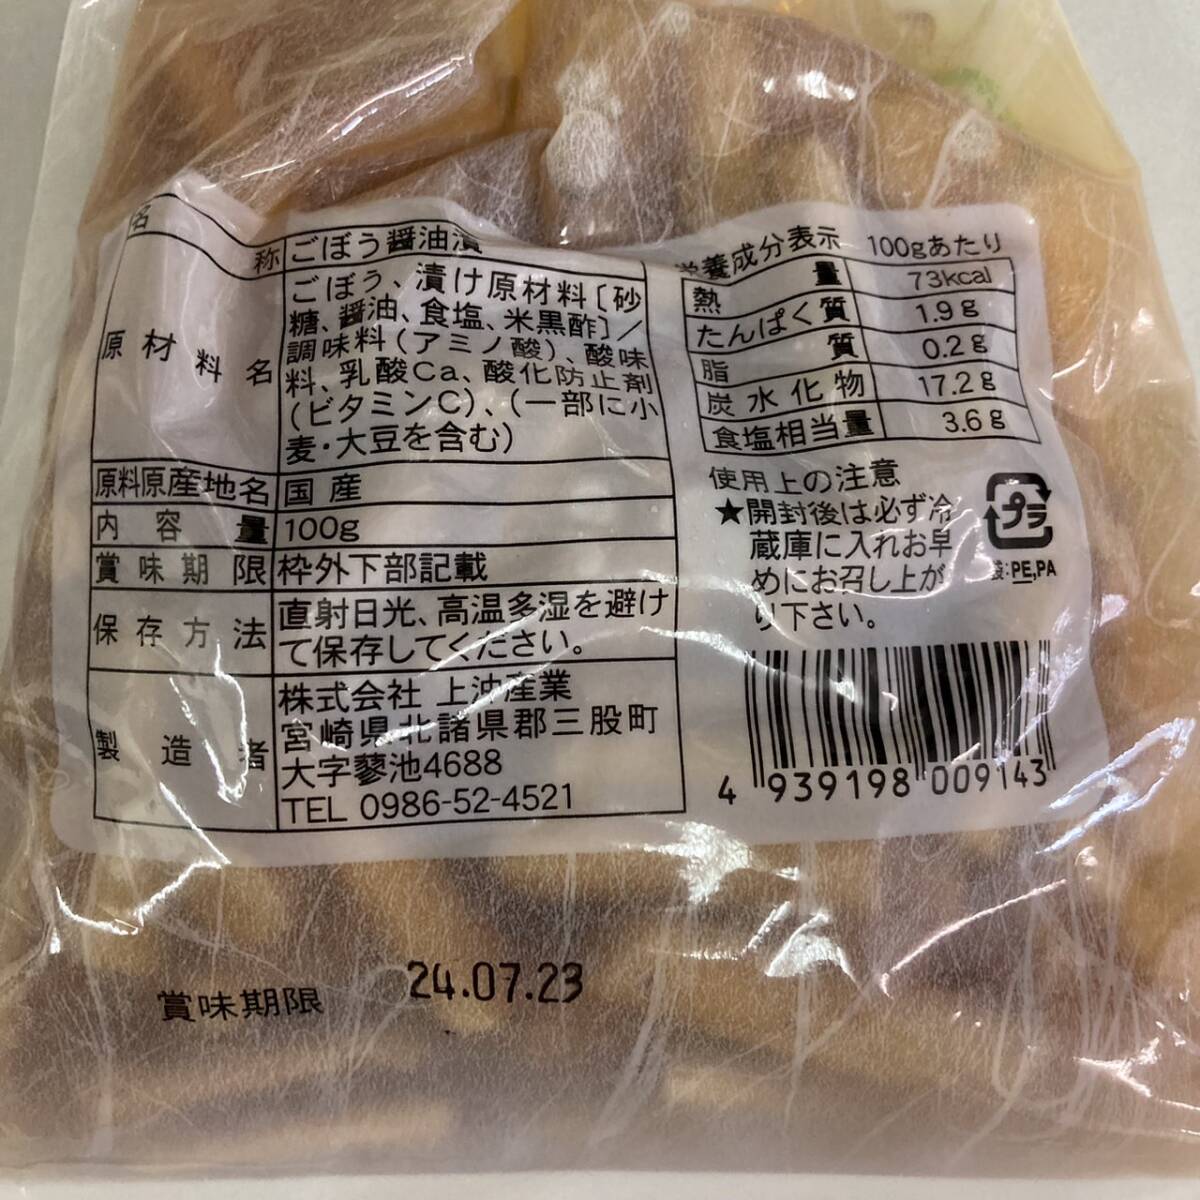 名称 ごぼう醤油漬
原材料名 ごぼう、漬け原材料〔砂
糖、醤油、食塩、米黒酢〕／
調味料(アミノ酸)、酸味
料、乳酸Ca、酸化防止剤
(ビタミンC)、(一部に小
麦・大豆を含む)
原料原産地名 国産
内容量 100g
賞味期限 枠外下部記載
保存方法 直射日光、高温多湿を避け
て保存してください。
製造者 株式会社 上沖産業
宮崎県北諸県郡三股町
大字蓼池4688
TEL 0986-52-4521
栄養成分表示 100gあたり
熱量 73kcal
たんぱく質 1.9g
脂質 0.2g
炭水化物 17.2g
食塩相当量 3.6g
使用上の注意
★開封後は必ず冷
蔵庫に入れお早
めにお召し上が
り下さい。
プラ
袋:PE,PA
4 939198 009143
賞味期限 24.07.23